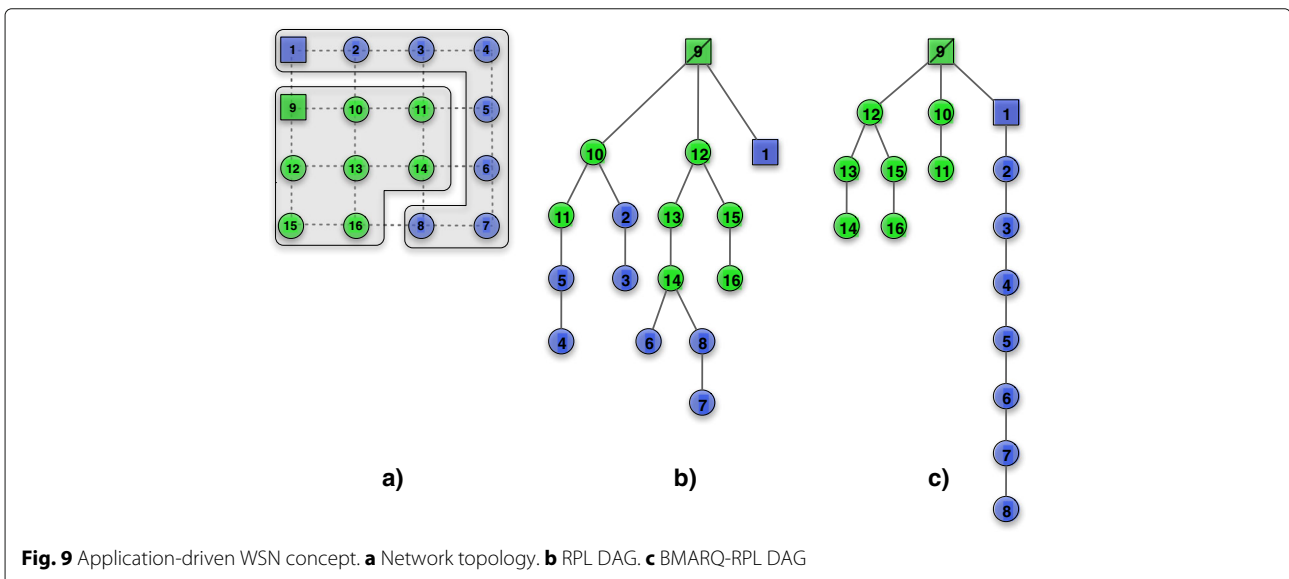 1 2 3 4
9 10 11 5
12 13 14 6
15 16 8 7
a)
9
10 12 1
11 2 13 15
5 3 14 16
4 6 8
7
b)
9
12 10 1
13 15 11 2
14 16 3
4
5
6
7
8
c)
Fig. 9 Application-driven WSN concept. a Network topology. b RPL DAG. c BMARQ-RPL DAG